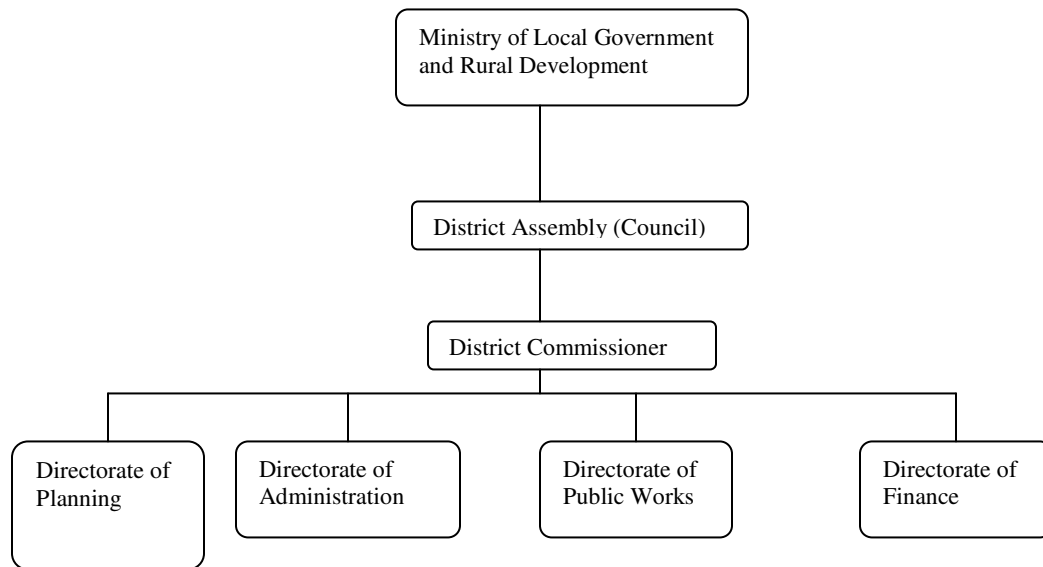 Ministry of Local Government
and Rural Development
District Assembly (Council)
District Commissioner
Directorate of
Planning
Directorate of
Administration
Directorate of
Public Works
Directorate of
Finance